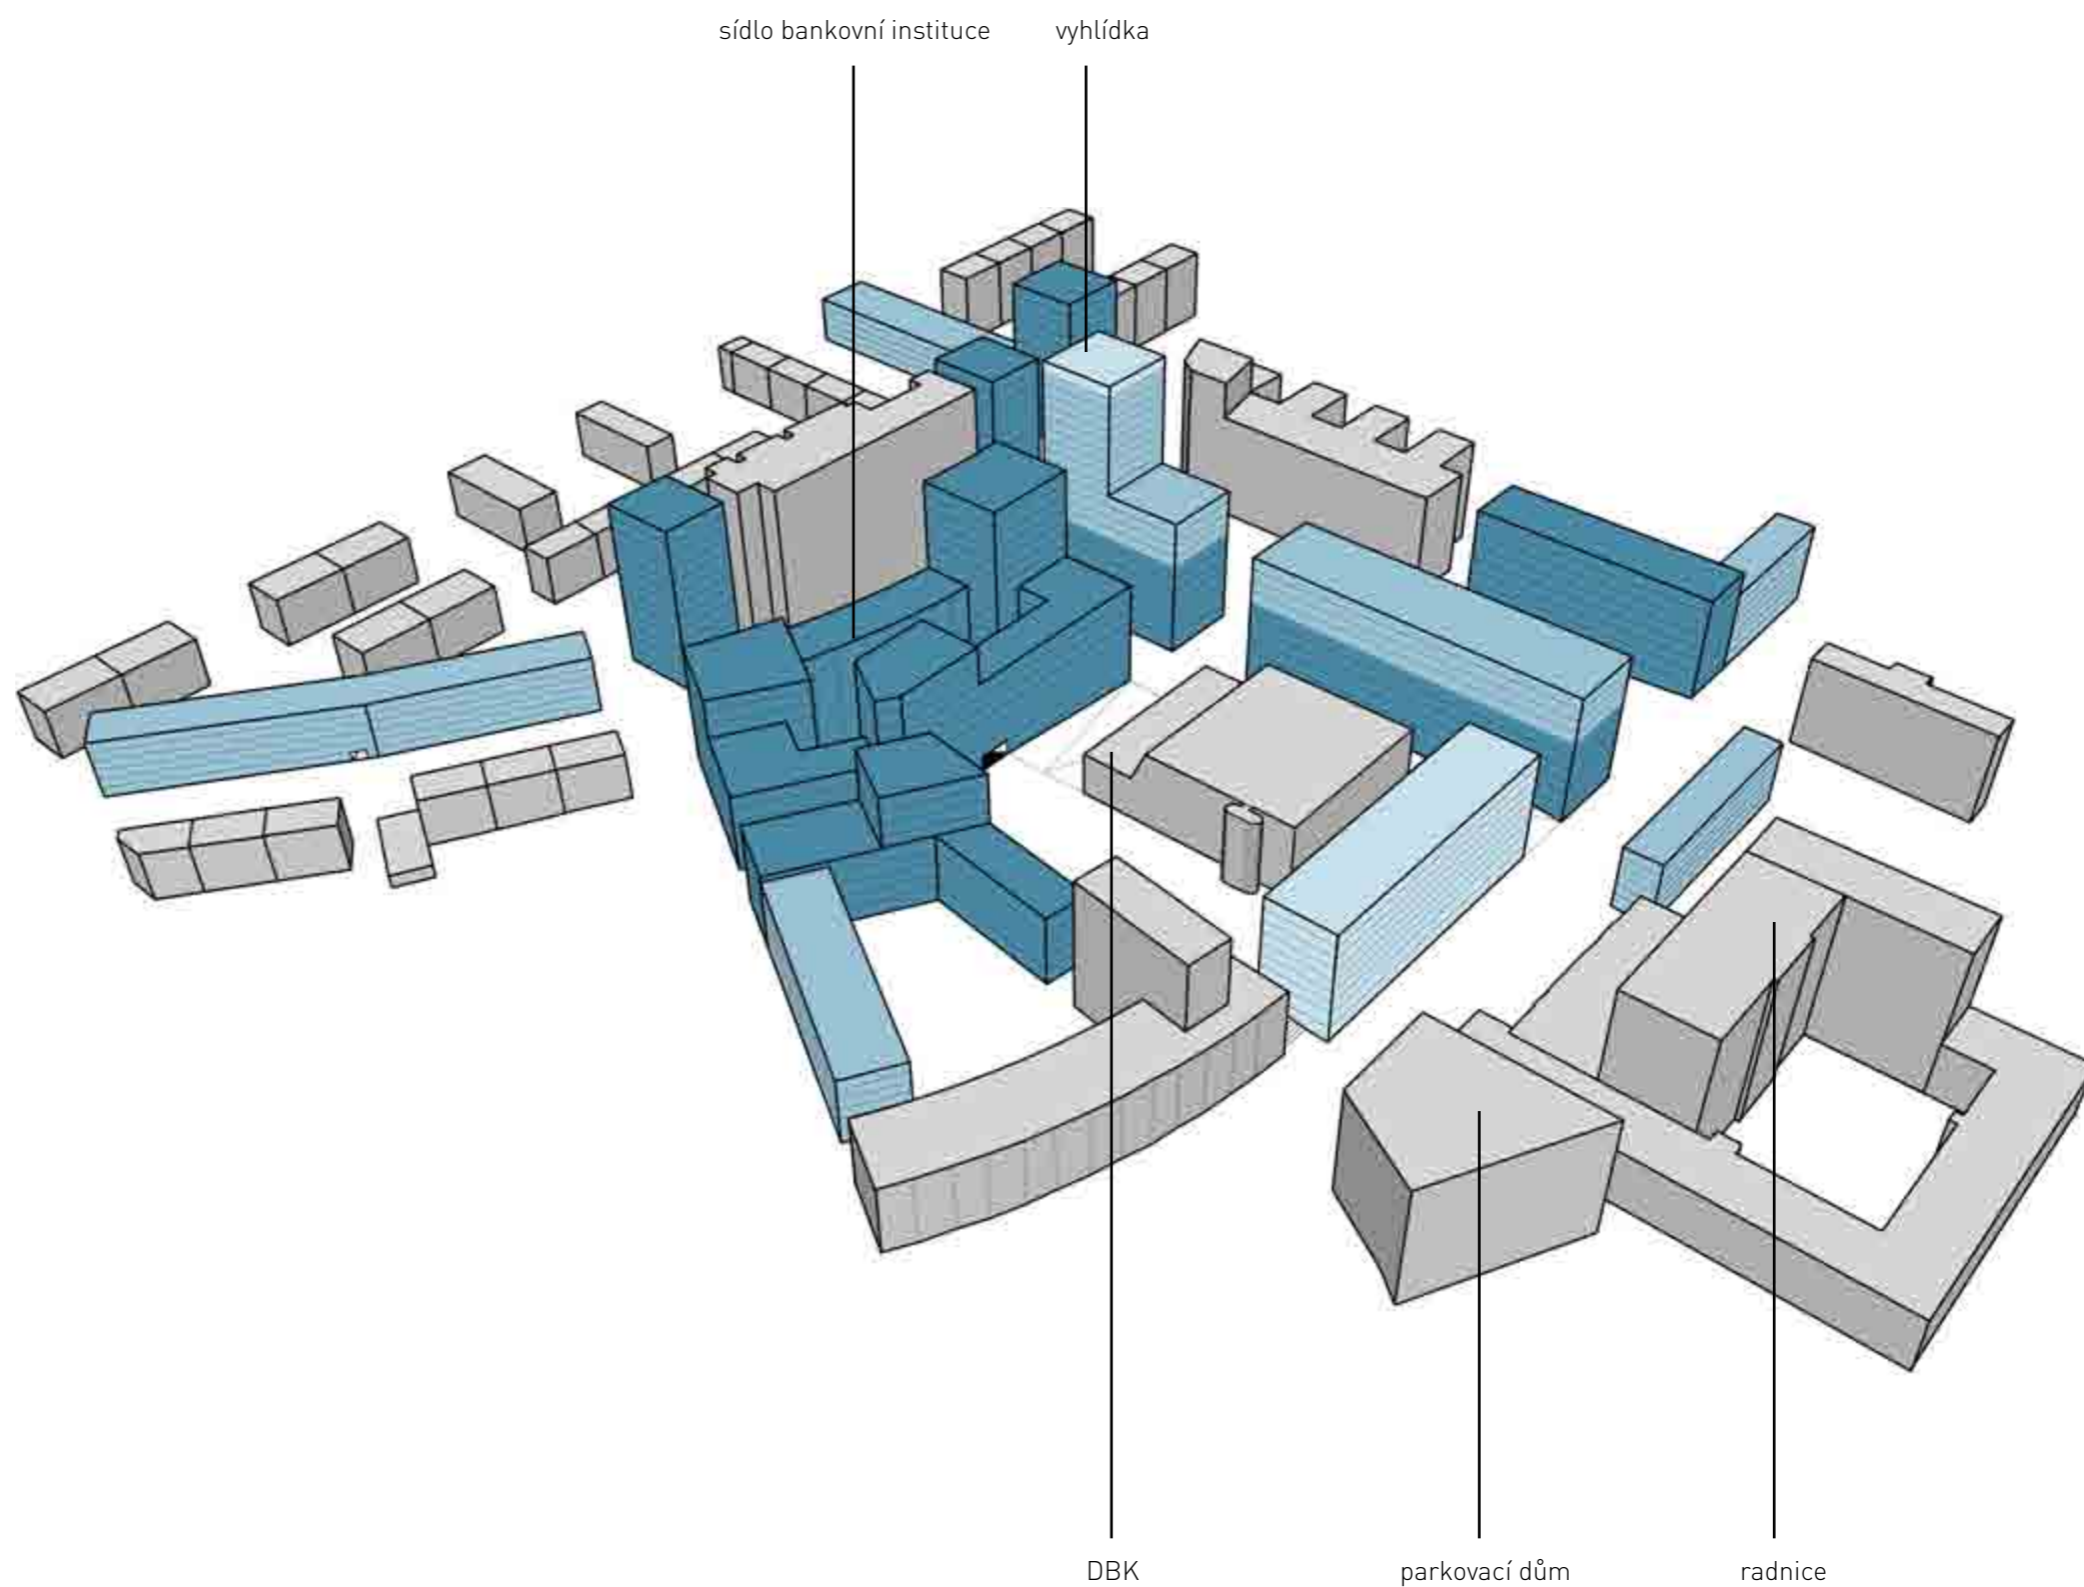 sídlo bankovní instituce
vyhlídka
DBK
parkovací dům
radnice